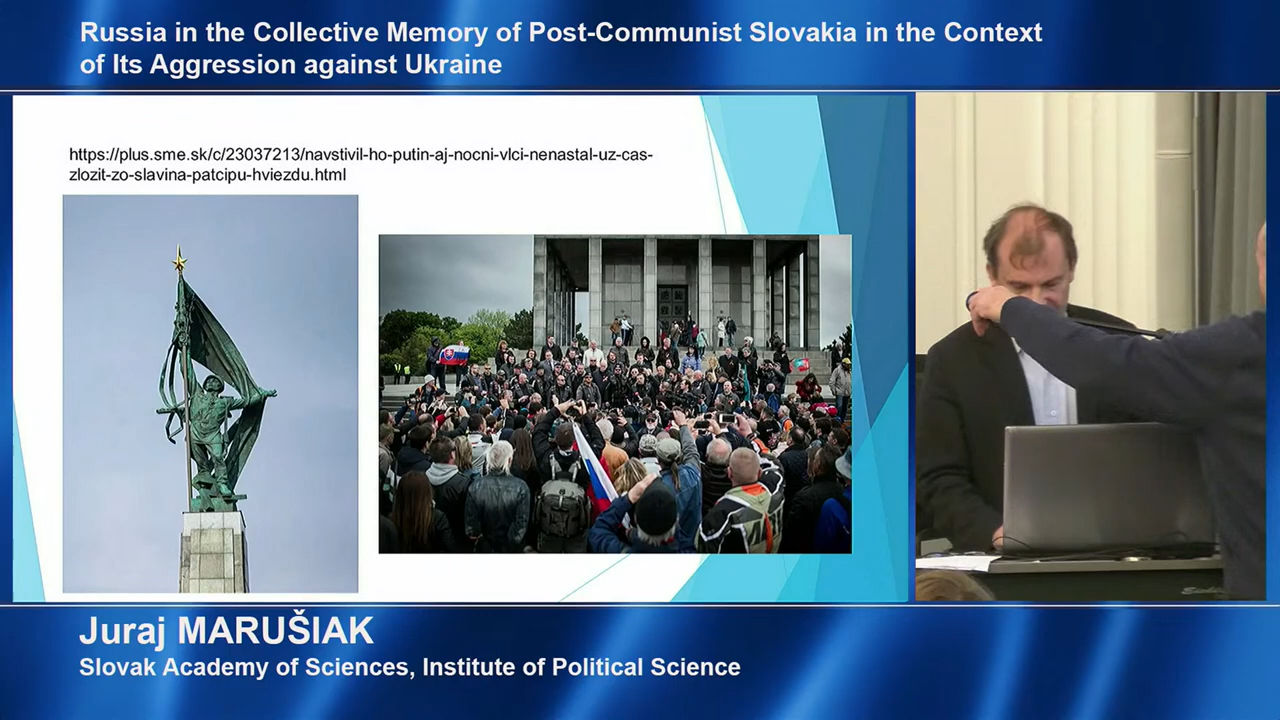 Russia in the Collective Memory of Post-Communist Slovakia in the Context
of Its Aggression against Ukraine
https://plus.sme.sk/c/23037213/navstivil-ho-putin-aj-nocni-vlci-nenastal-uz-cas-
zlozit-zo-slavina-patcipu-hviezdu.html
Juraj MARUŠIAK
Slovak Academy of Sciences, Institute of Political Science